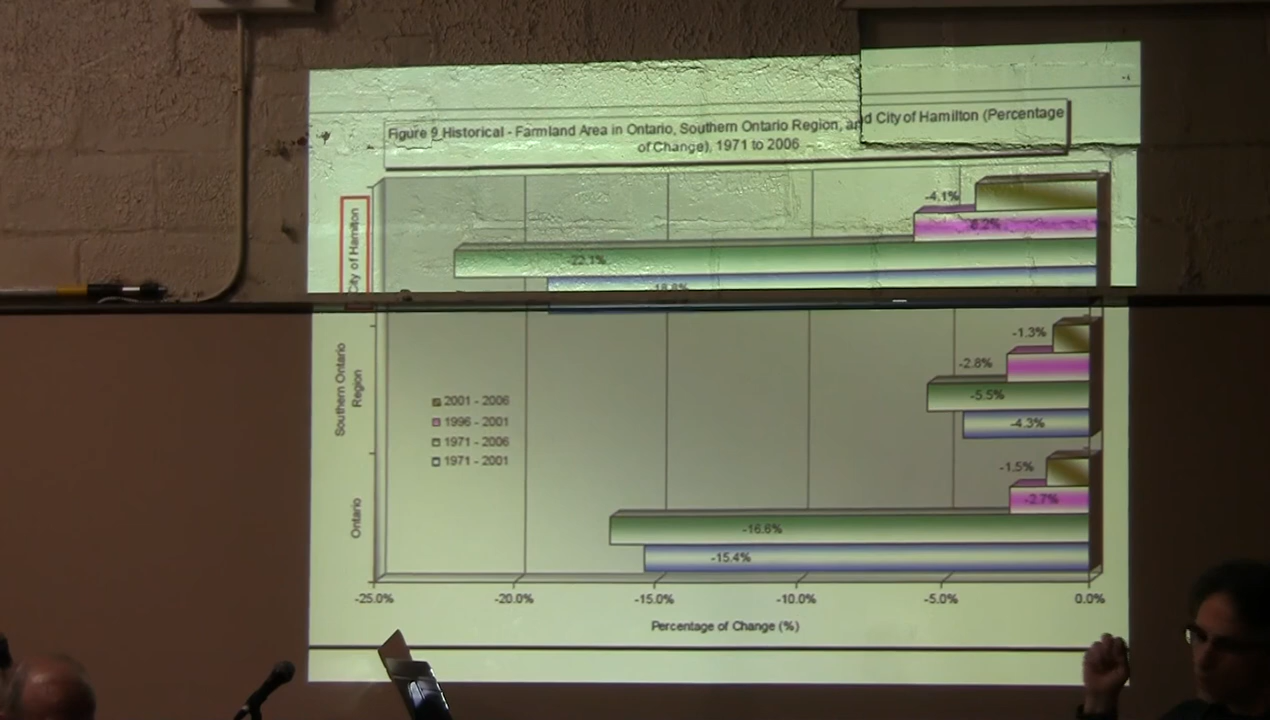 Figure 9 Historical - Farmland Area in Ontario, Southern Ontario Region, and City of Hamilton (Percentage
of Change), 1971 to 2006
City of Hamilton
-4.1%
-22.1%
Southern Ontario
Region
-1.3%
-2.8%
-5.5%
-4.3%
2001 - 2006
1996 - 2001
1971 - 2006
1971 - 2001
Ontario
-1.5%
-2.7%
-16.6%
-15.4%
-25.0% -20.0% -15.0% -10.0% -5.0% 0.0%
Percentage of Change (%)